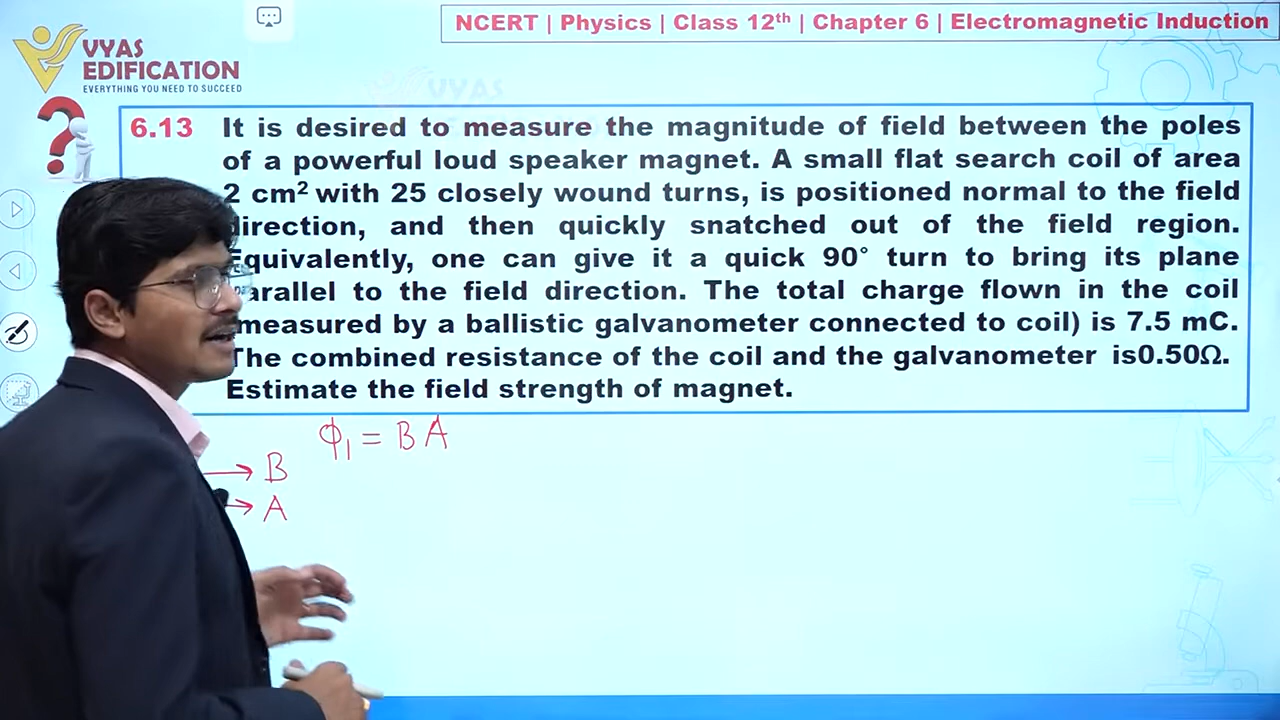 NCERT | Physics | Class 12th | Chapter 6 | Electromagnetic Induction
VYAS
EDIFICATION
EVERYTHING YOU NEED TO SUCCEED
VYAS
6.13 It is desired to measure the magnitude of field between the poles
of a powerful loud speaker magnet. A small flat search coil of area
2 cm² with 25 closely wound turns, is positioned normal to the field
direction, and then quickly snatched out of the field region.
Equivalently, one can give it a quick 90° turn to bring its plane
parallel to the field direction. The total charge flown in the coil
measured by a ballistic galvanometer connected to coil) is 7.5 mC.
The combined resistance of the coil and the galvanometer is0.50Ω.
Estimate the field strength of magnet.
ϕ₁ = B A
→ B
→ A